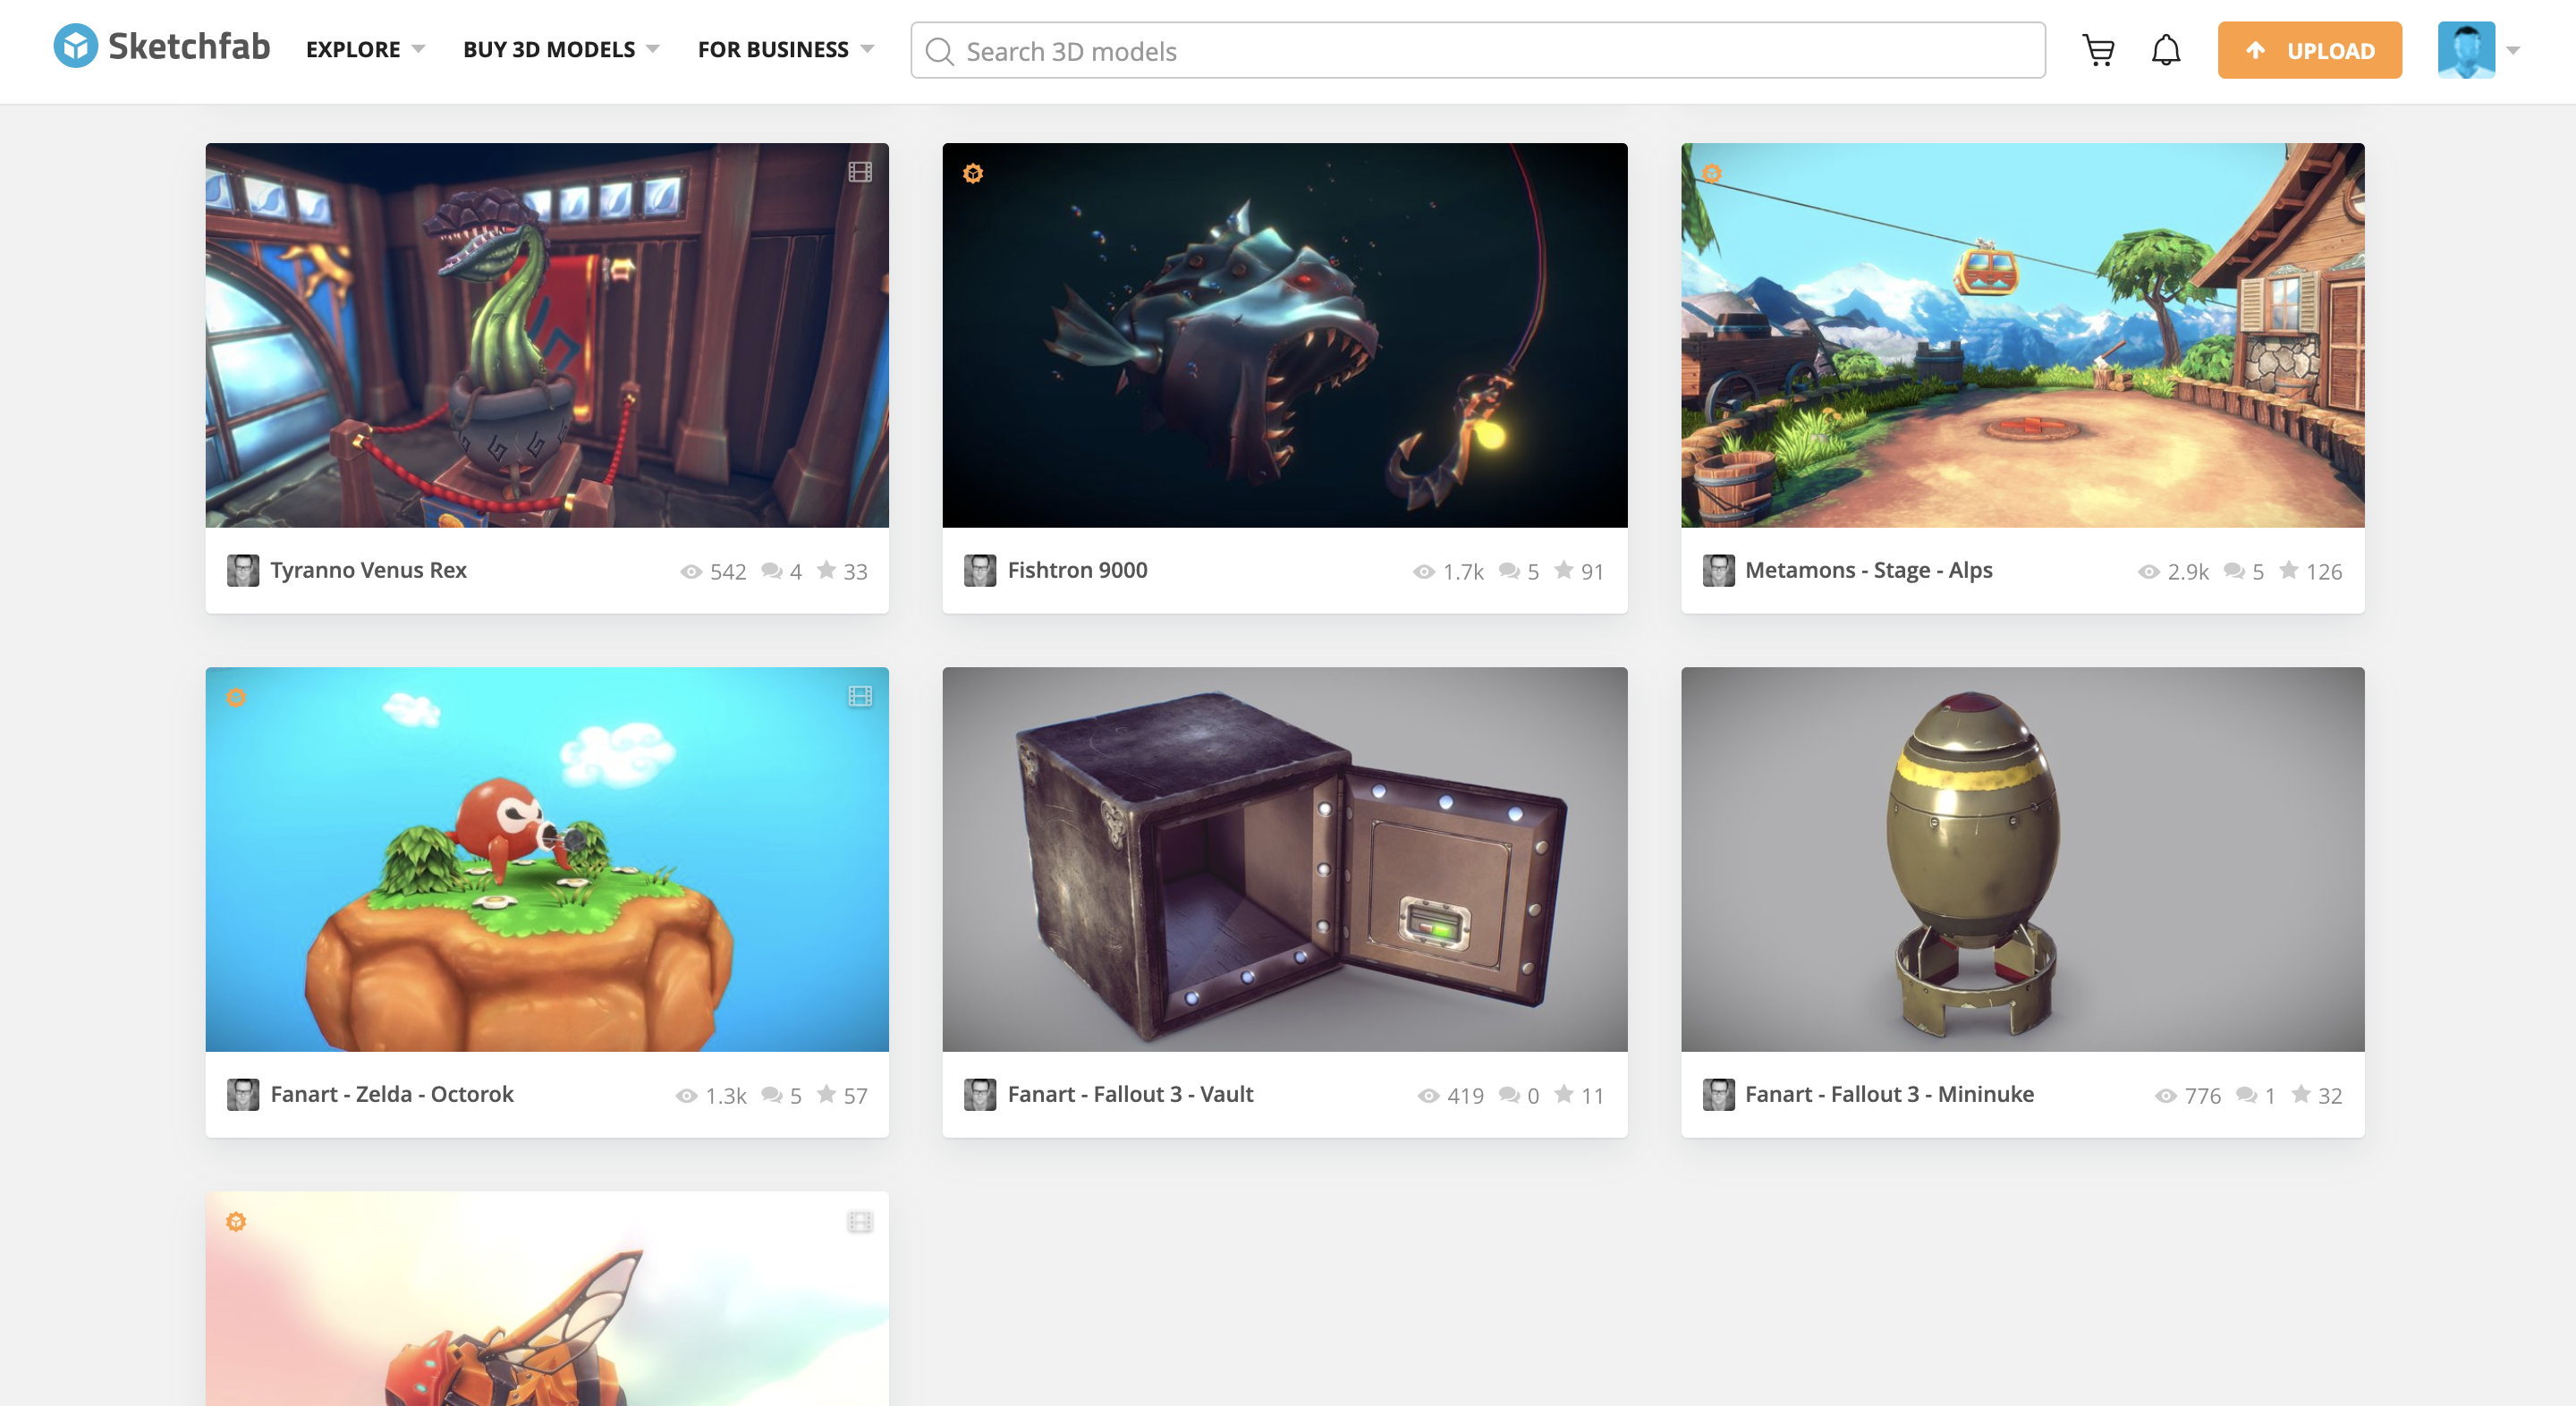 Sketchfab EXPLORE BUY 3D MODELS FOR BUSINESS Search 3D models UPLOAD
Tyranno Venus Rex 542 4 33
Fishtron 9000 1.7k 5 91
Metamons - Stage - Alps 2.9k 5 126
Fanart - Zelda - Octorok 1.3k 5 57
Fanart - Fallout 3 - Vault 419 0 11
Fanart - Fallout 3 - Mininuke 776 1 32